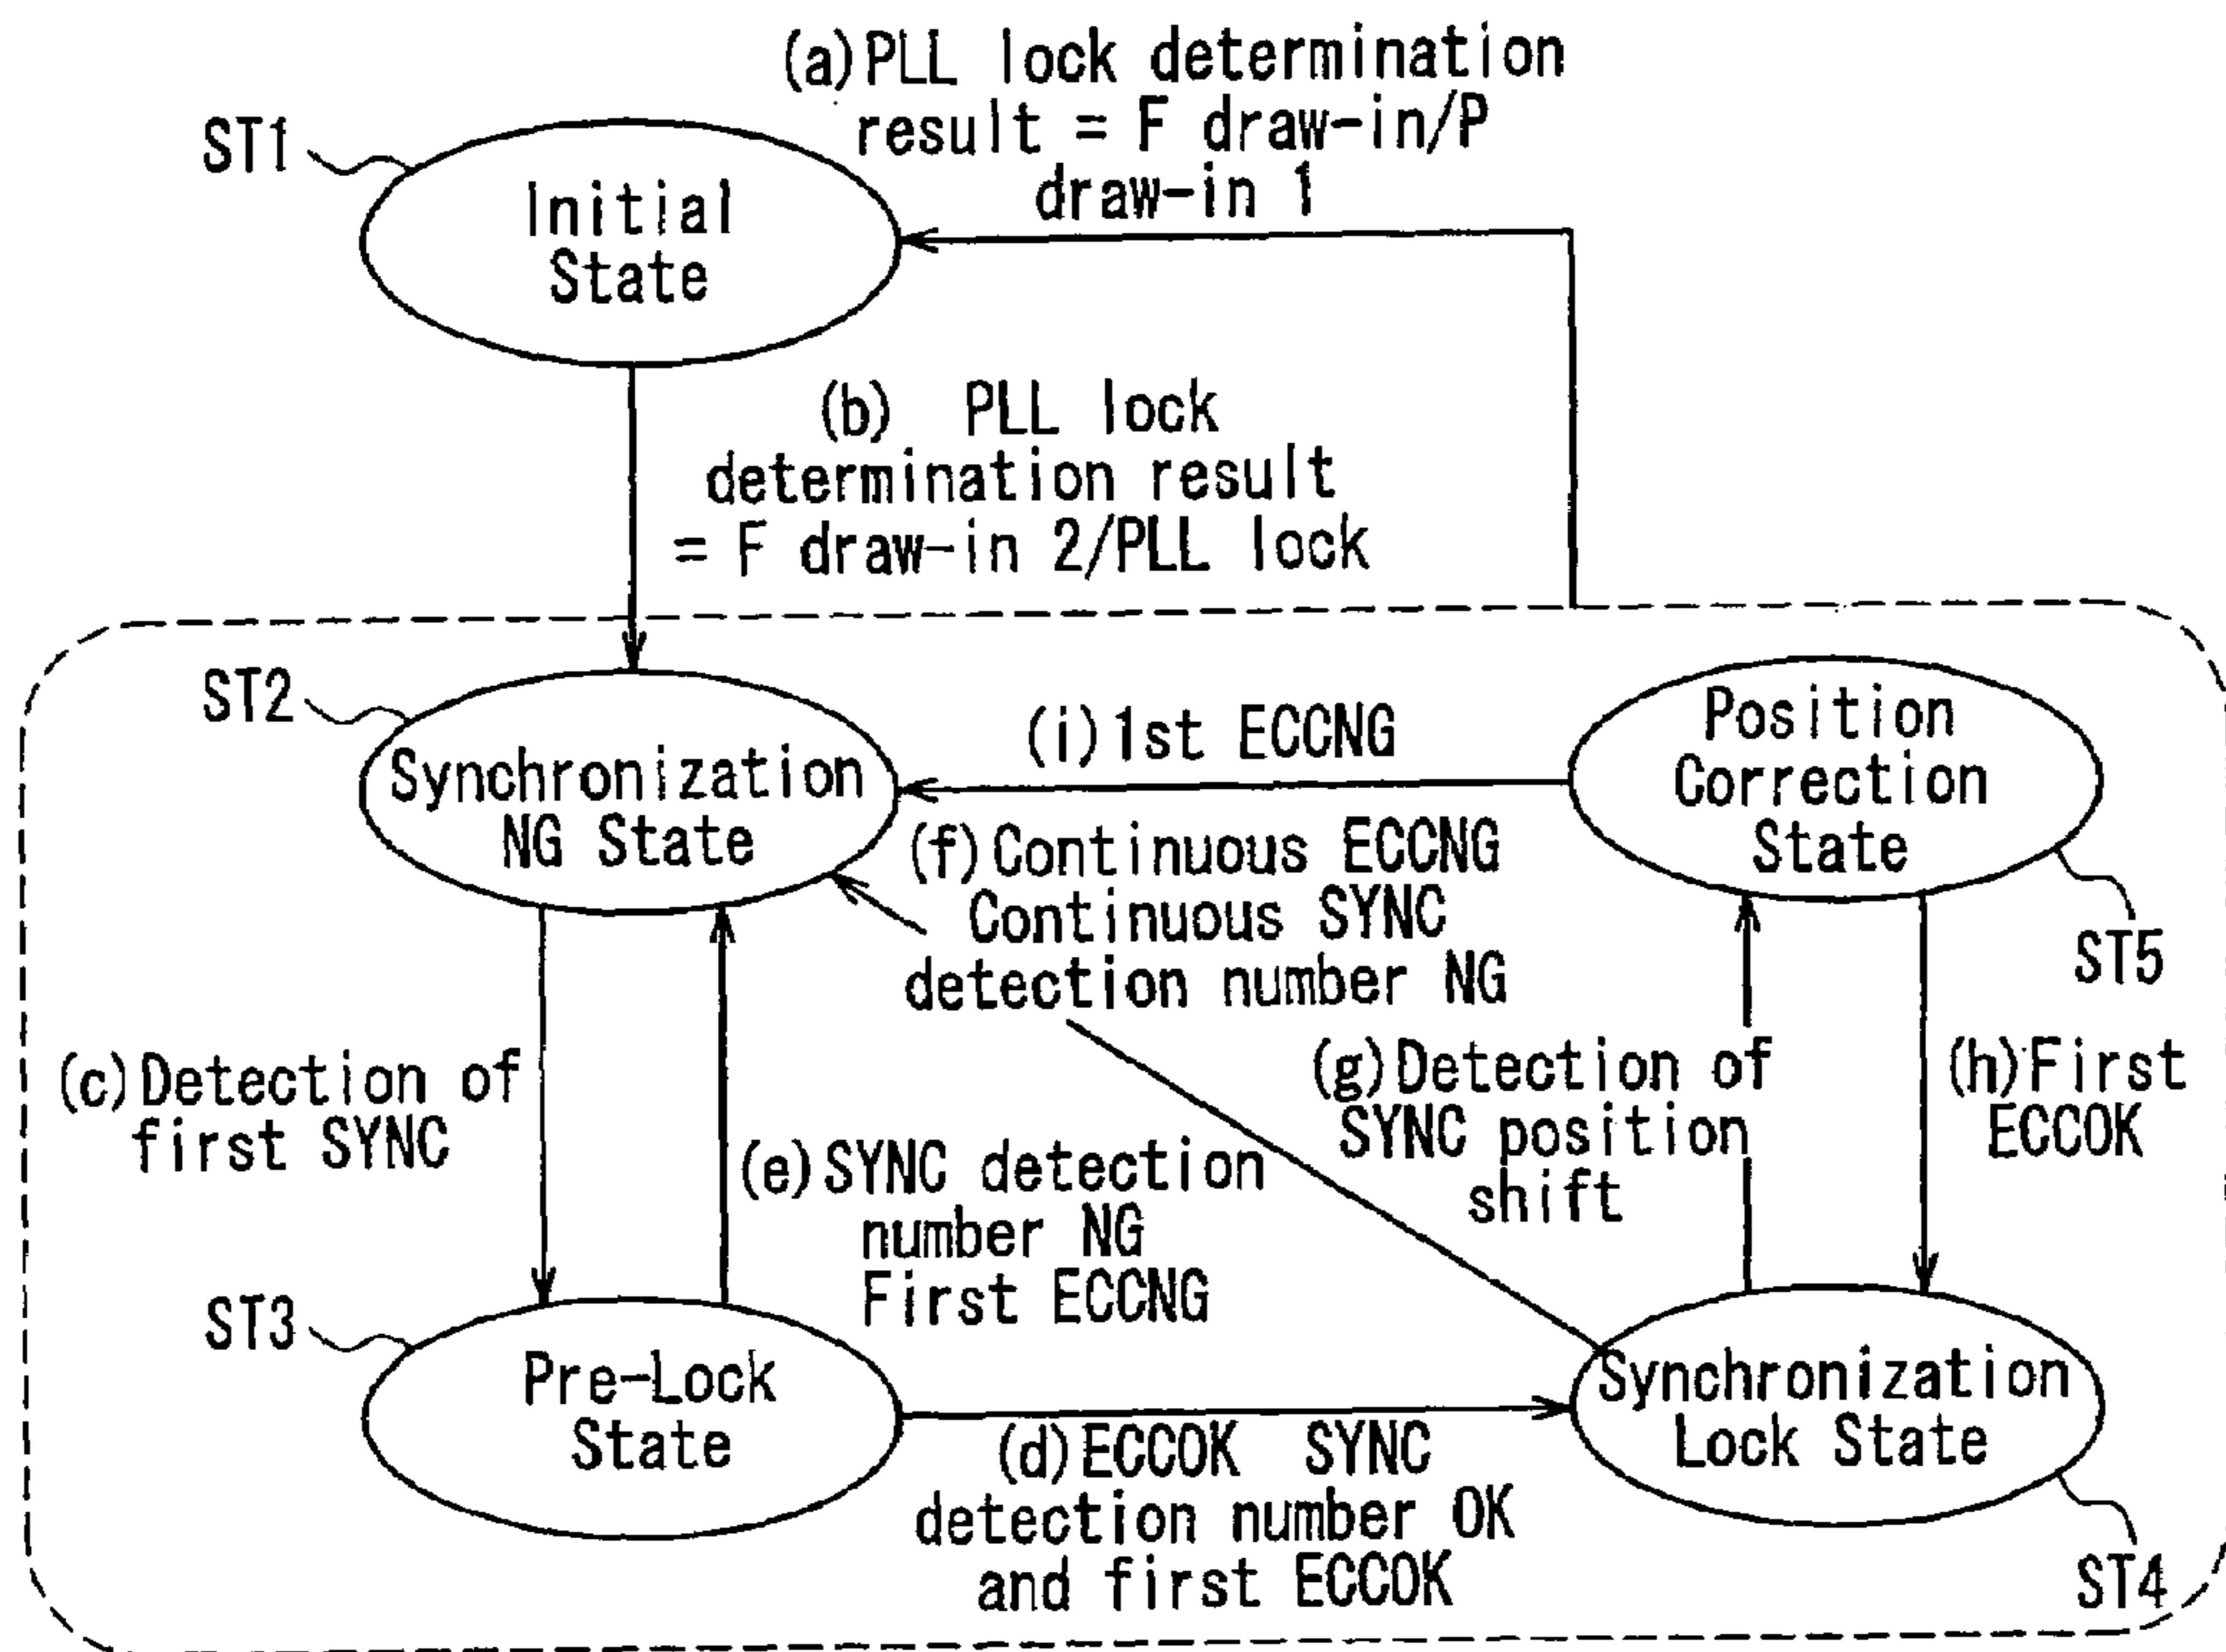 (a)PLL lock determination
result = F draw-in/P
draw-in 1
ST1
Initial
State
(b) PLL lock
determination result
= F draw-in 2/PLL lock
ST2
Synchronization
NG State
(i)1st ECCNG
Position
Correction
State
ST5
(f)Continuous ECCNG
Continuous SYNC
detection number NG
(c)Detection of
first SYNC
(e)SYNC detection
number NG
First ECCNG
(g)Detection of
SYNC position
shift
(h)First
ECCOK
ST3
Pre-Lock
State
(d)ECCOK SYNC
detection number OK
and first ECCOK
Synchronization
Lock State
ST4